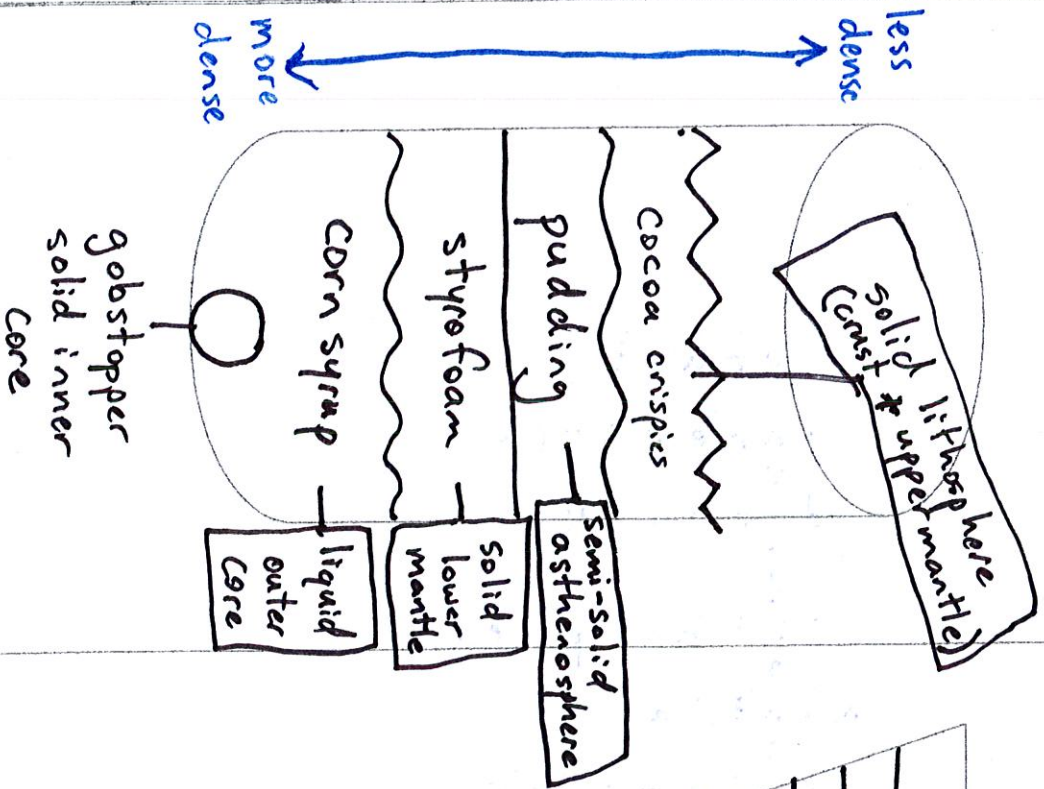 less
dense
more
dense
solid lithosphere
(crust * upper mantle)
cocoa crispies
pudding
semi-solid
asthenosphere
styrofoam
solid
lower
mantle
corn syrup
liquid
outer
core
gobstopper
solid inner
core